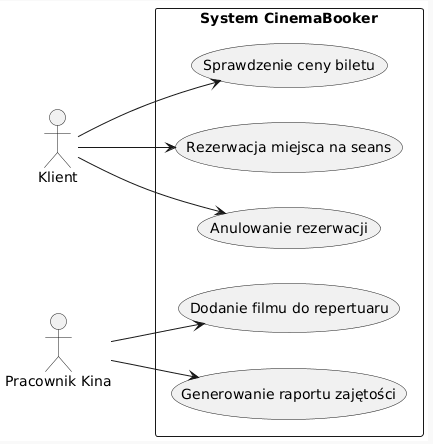 System CinemaBooker
Sprawdzenie ceny biletu
Rezerwacja miejsca na seans
Klient
Anulowanie rezerwacji
Dodanie filmu do repertuaru
Pracownik Kina
Generowanie raportu zajętości